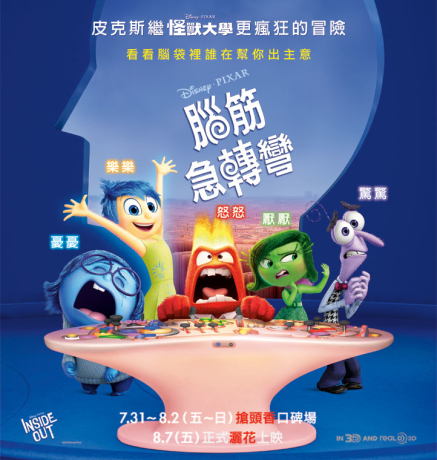 皮克斯繼怪獸大學更瘋狂的冒險
看看腦袋裡誰在幫你出主意
Disney PIXAR
腦筋
急轉彎
樂樂
驚驚
怒怒
厭厭
憂憂
INSIDE OUT
7.31～8.2(五~日)搶頭香口碑場
8.7(五)正式灑花上映
IN 3D AND REAL D 3D